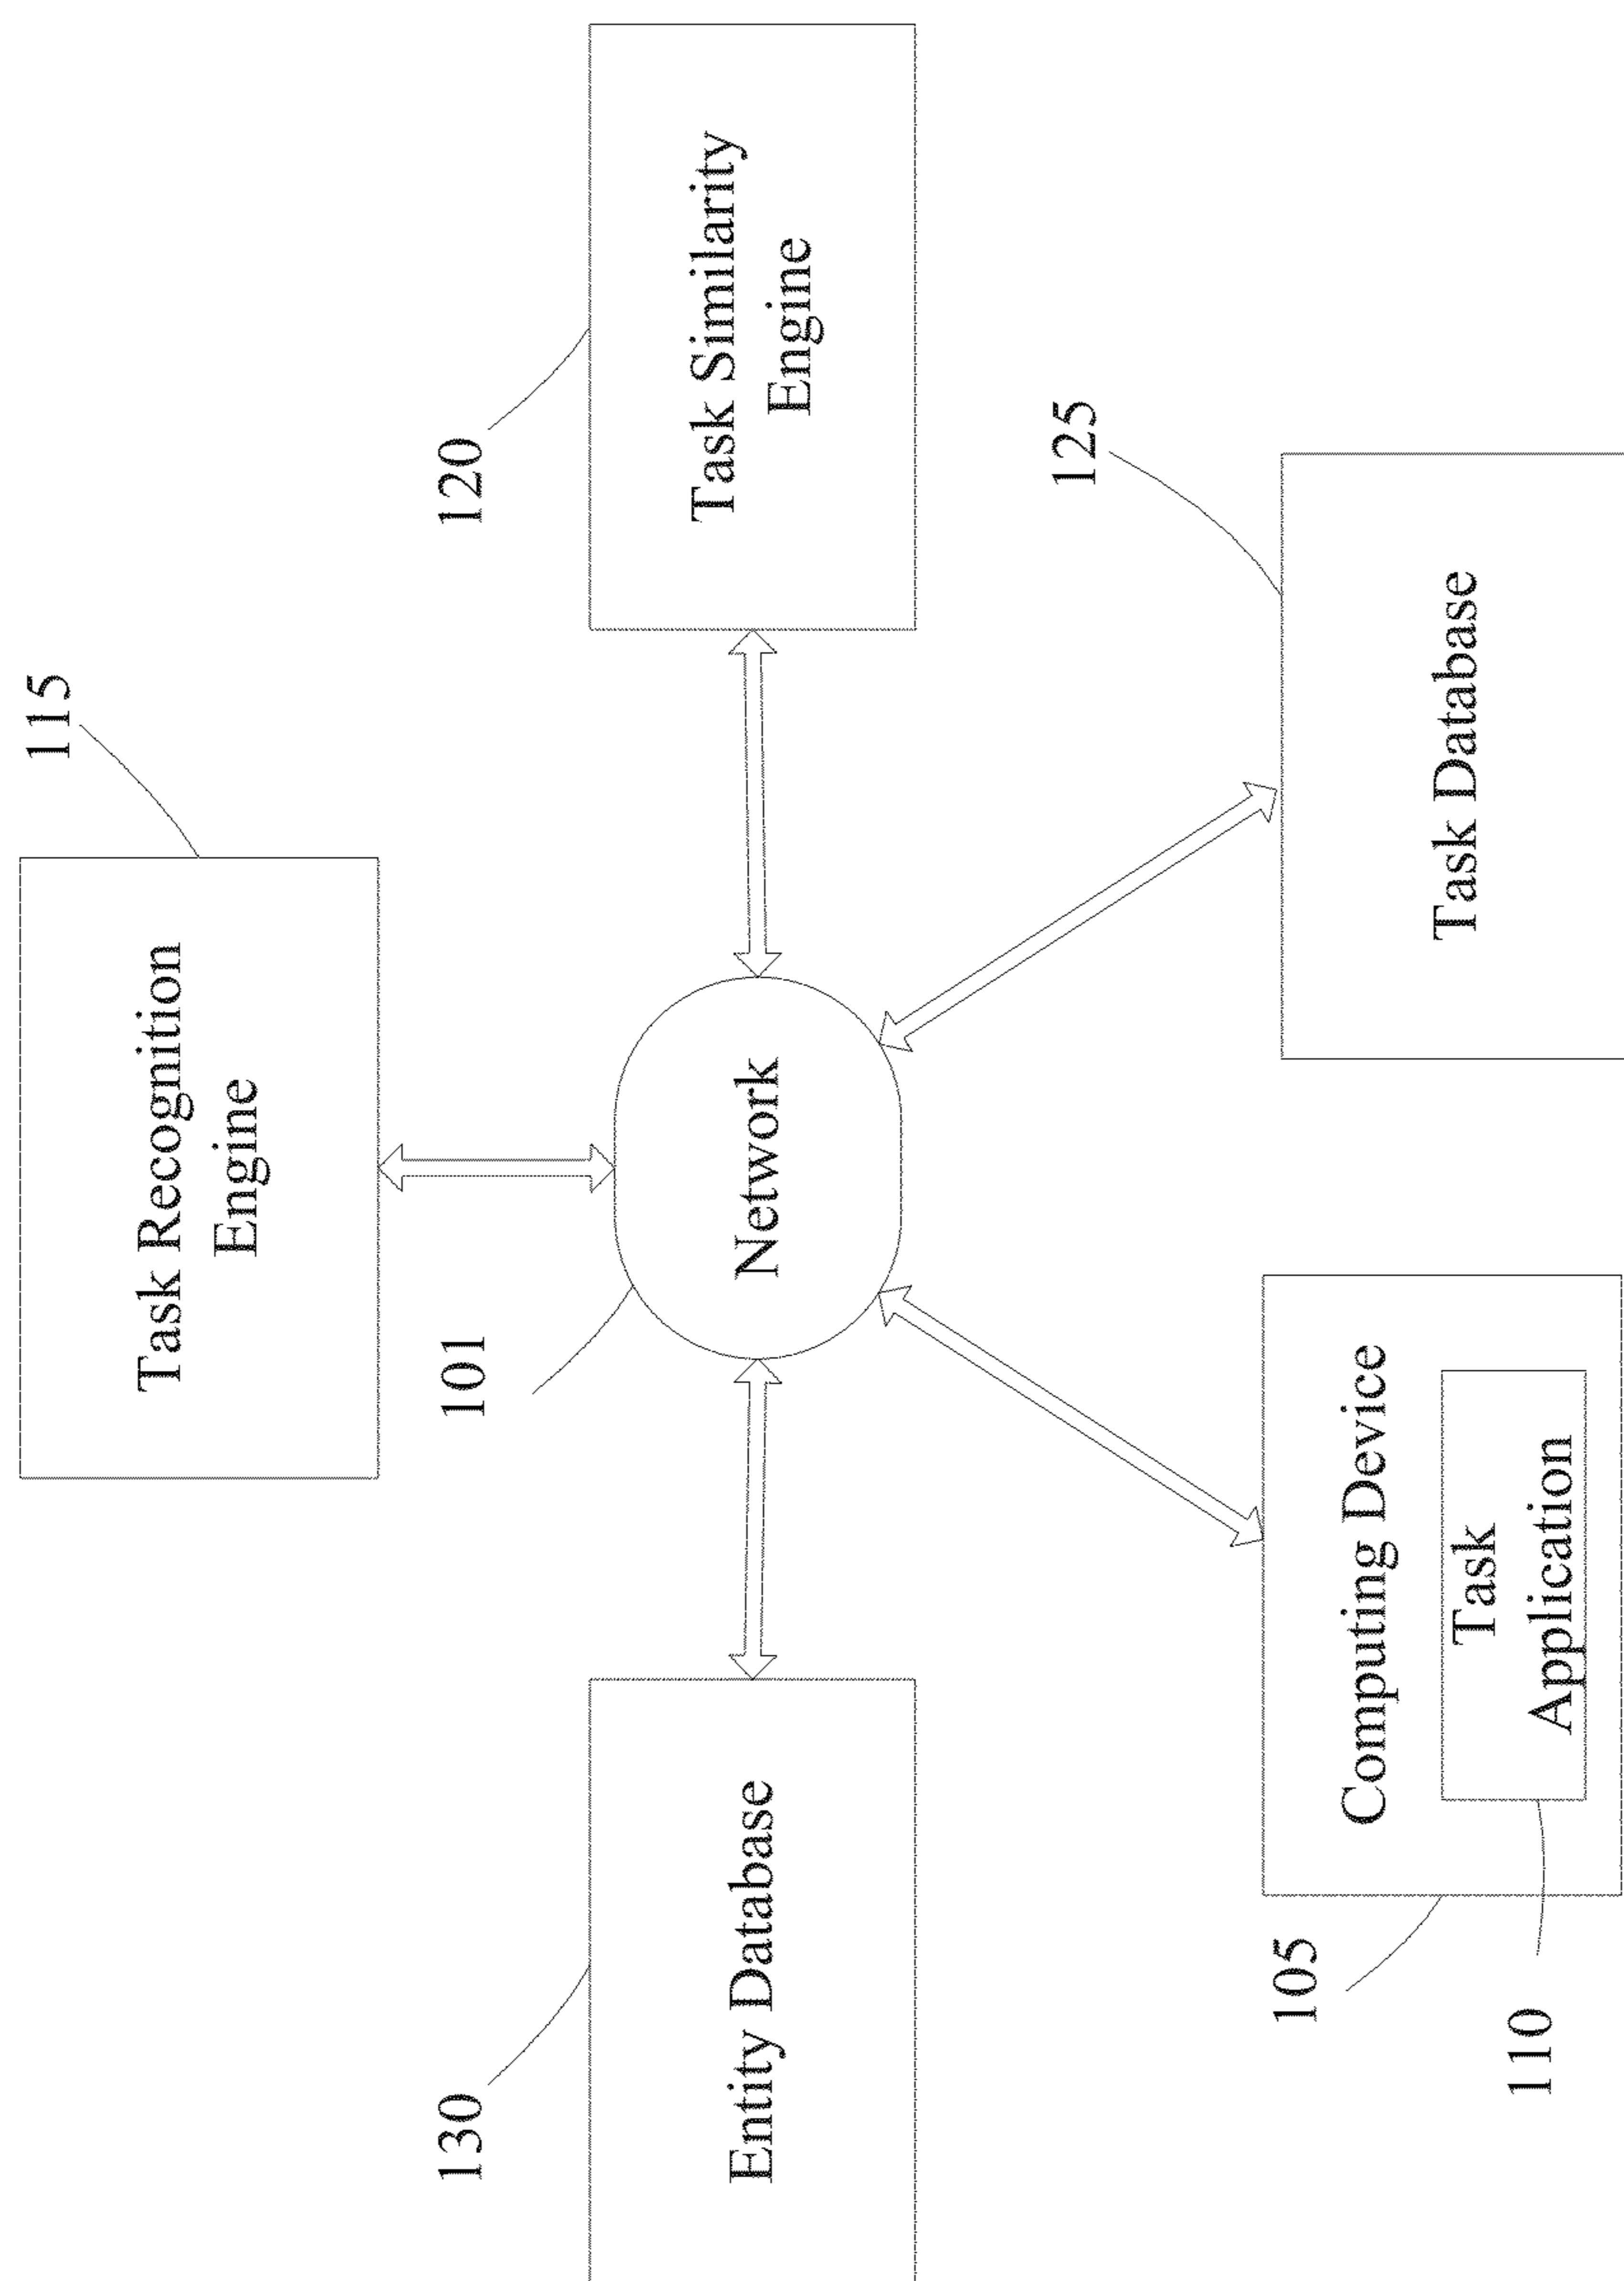 115
Task Recognition
Engine
130
101
120
Entity Database
Network
Task Similarity
Engine
105
Computing Device
125
110
Task
Application
Task Database